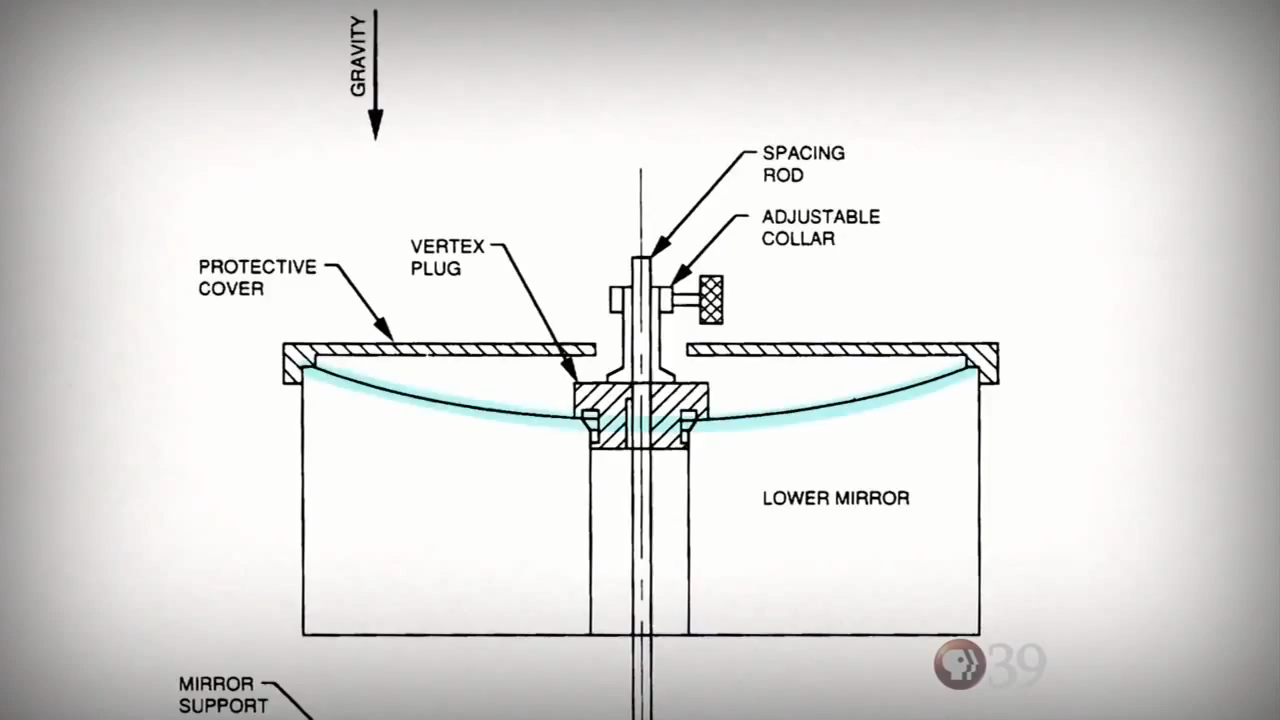 GRAVITY
SPACING
ROD
ADJUSTABLE
COLLAR
VERTEX
PLUG
PROTECTIVE
COVER
LOWER MIRROR
39
MIRROR
SUPPORT